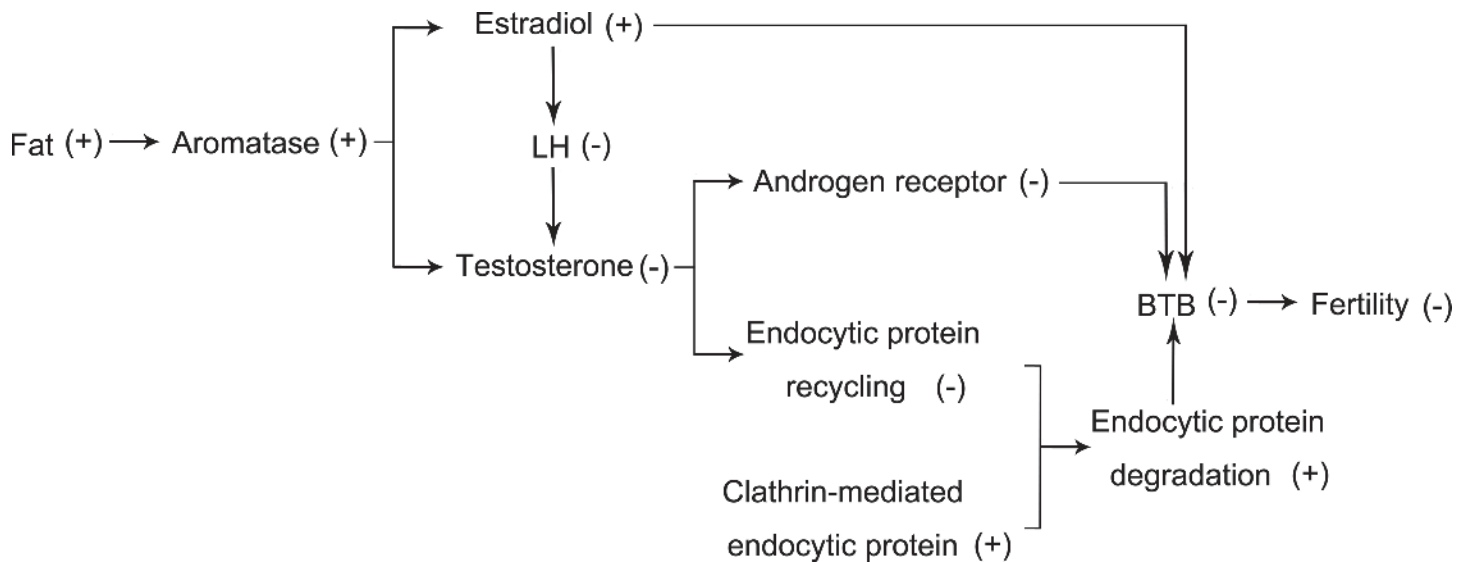 Estradiol (+)
Fat (+)
Aromatase (+)
LH (-)
Androgen receptor (-)
Testosterone (-)
BTB (-)
Fertility (-)
Endocytic protein
recycling (-)
Endocytic protein
degradation (+)
Clathrin-mediated
endocytic protein (+)